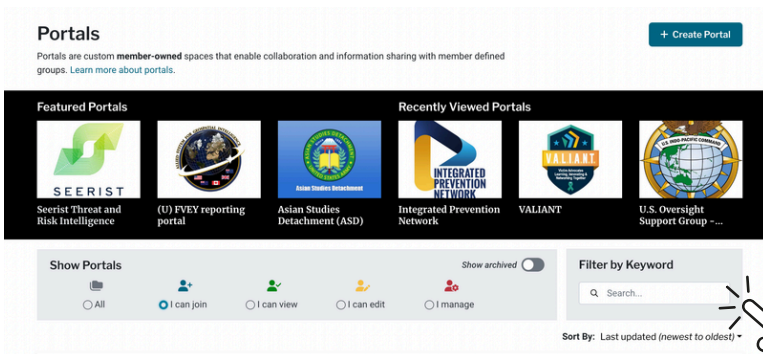 Portals
+ Create Portal
Portals are custom member-owned spaces that enable collaboration and information sharing with member defined
groups. Learn more about portals.
Featured Portals
Recently Viewed Portals
SEERIST
Asian Studies Detachment
INTEGRATED
PREVENTION
NETWORK
VALIANT
U.S. INDO-PACIFIC COMMAND
Seerist Threat and
Risk Intelligence
(U) FVEY reporting
portal
Asian Studies
Detachment (ASD)
Integrated Prevention
Network
VALIANT
U.S. Oversight
Support Group -...
Show Portals
Show archived
All
I can join
I can view
I can edit
I manage
Filter by Keyword
Search...
Sort By: Last updated (newest to oldest)